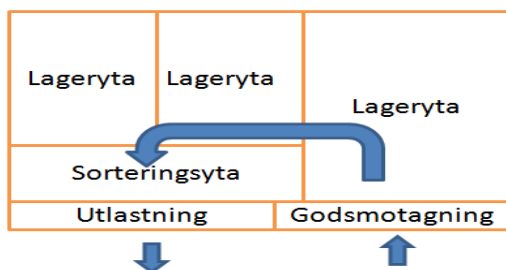 Lageryta
Lageryta
Lageryta
Sorteringsyta
Utlastning
Godsmotagning